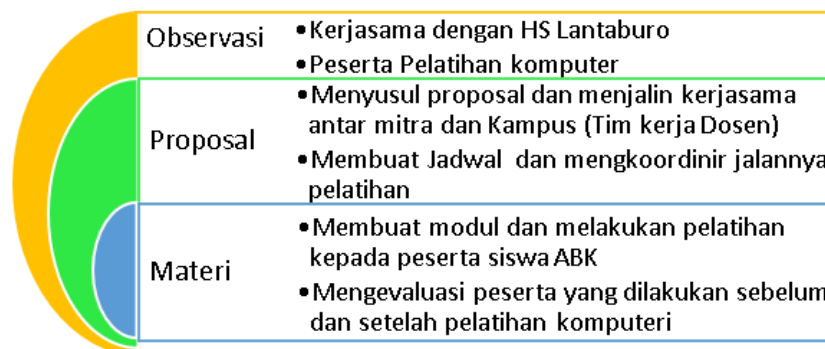 Observasi
•Kerjasama dengan HS Lantaburo
•Peserta Pelatihan komputer
Proposal
•Menyusul proposal dan menjalin kerjasama
antar mitra dan Kampus (Tim kerja Dosen)
•Membuat Jadwal dan mengkoordinir jalannya
pelatihan
Materi
•Membuat modul dan melakukan pelatihan
kepada peserta siswa ABK
•Mengevaluasi peserta yang dilakukan sebelum
dan setelah pelatihan komputeri